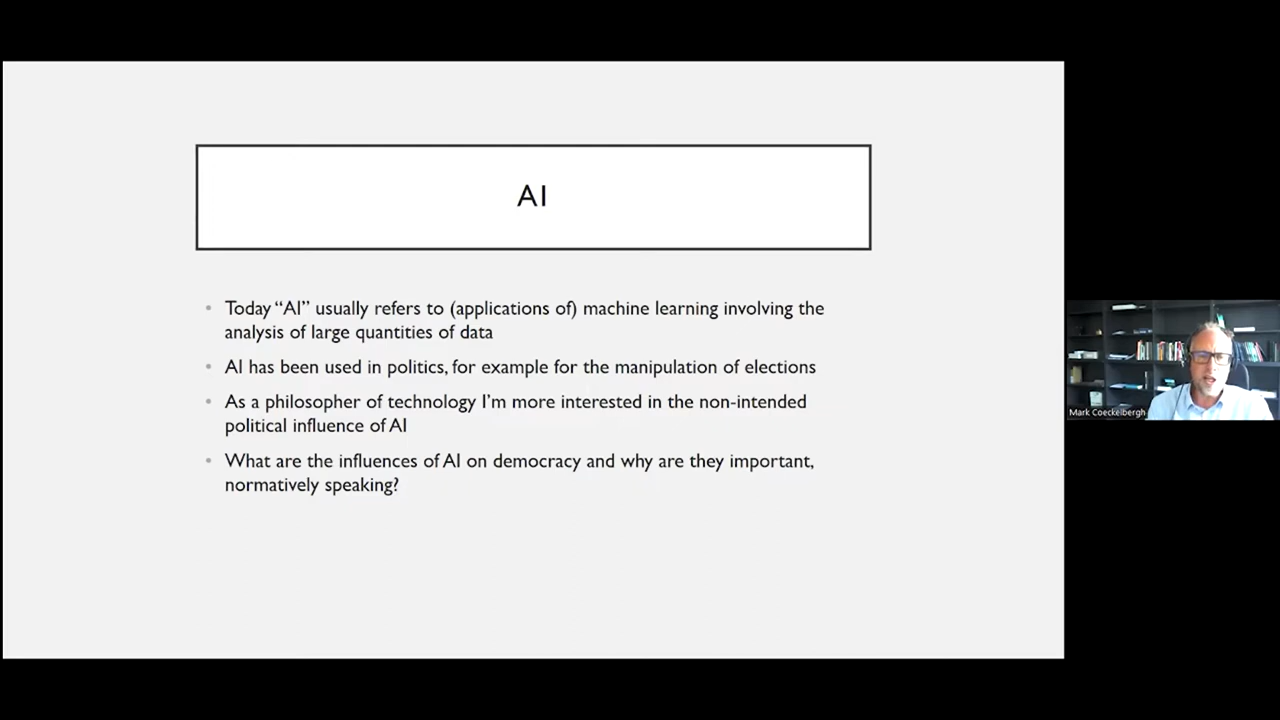 AI
Today “AI” usually refers to (applications of) machine learning involving the
analysis of large quantities of data
AI has been used in politics, for example for the manipulation of elections
As a philosopher of technology I’m more interested in the non-intended
political influence of AI
What are the influences of AI on democracy and why are they important,
normatively speaking?
Mark Coeckelbergh